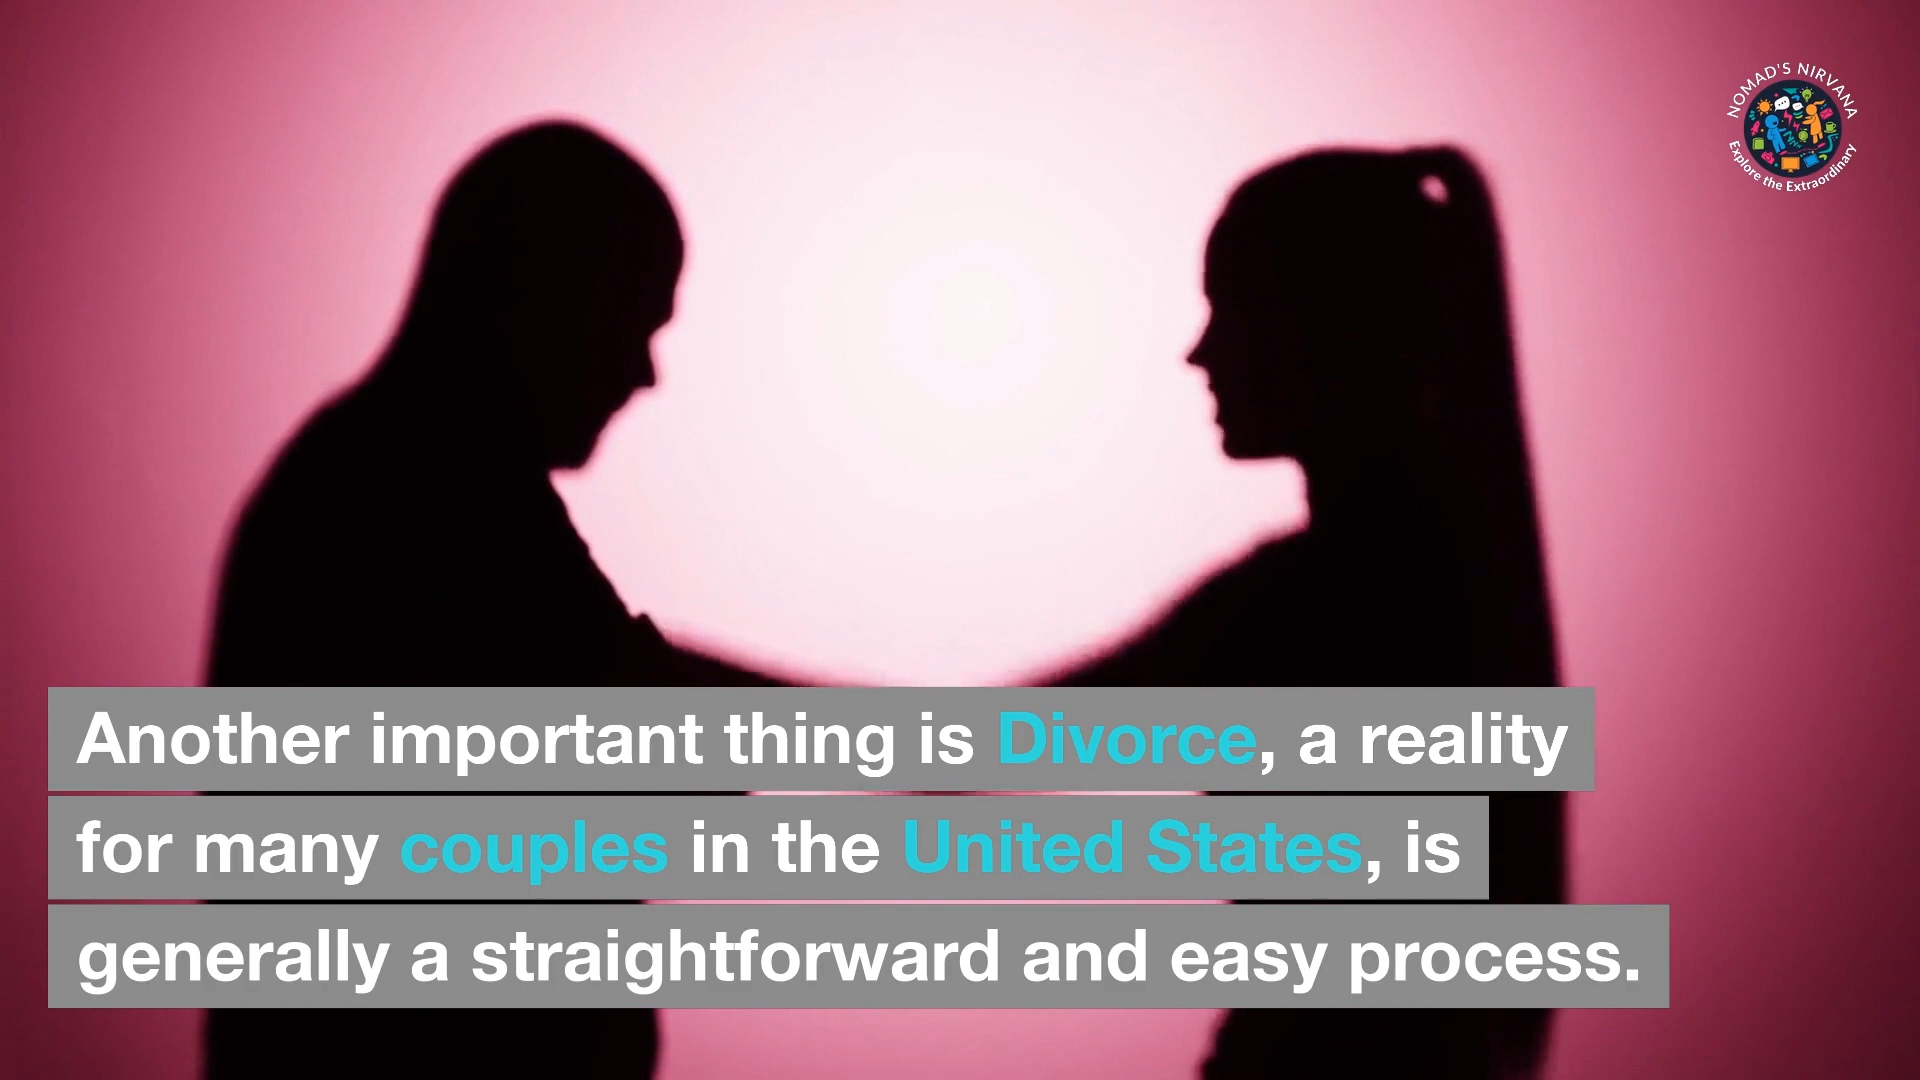 NOMAD'S NIRVANA
Explore the Extraordinary
Another important thing is Divorce, a reality
for many couples in the United States, is
generally a straightforward and easy process.